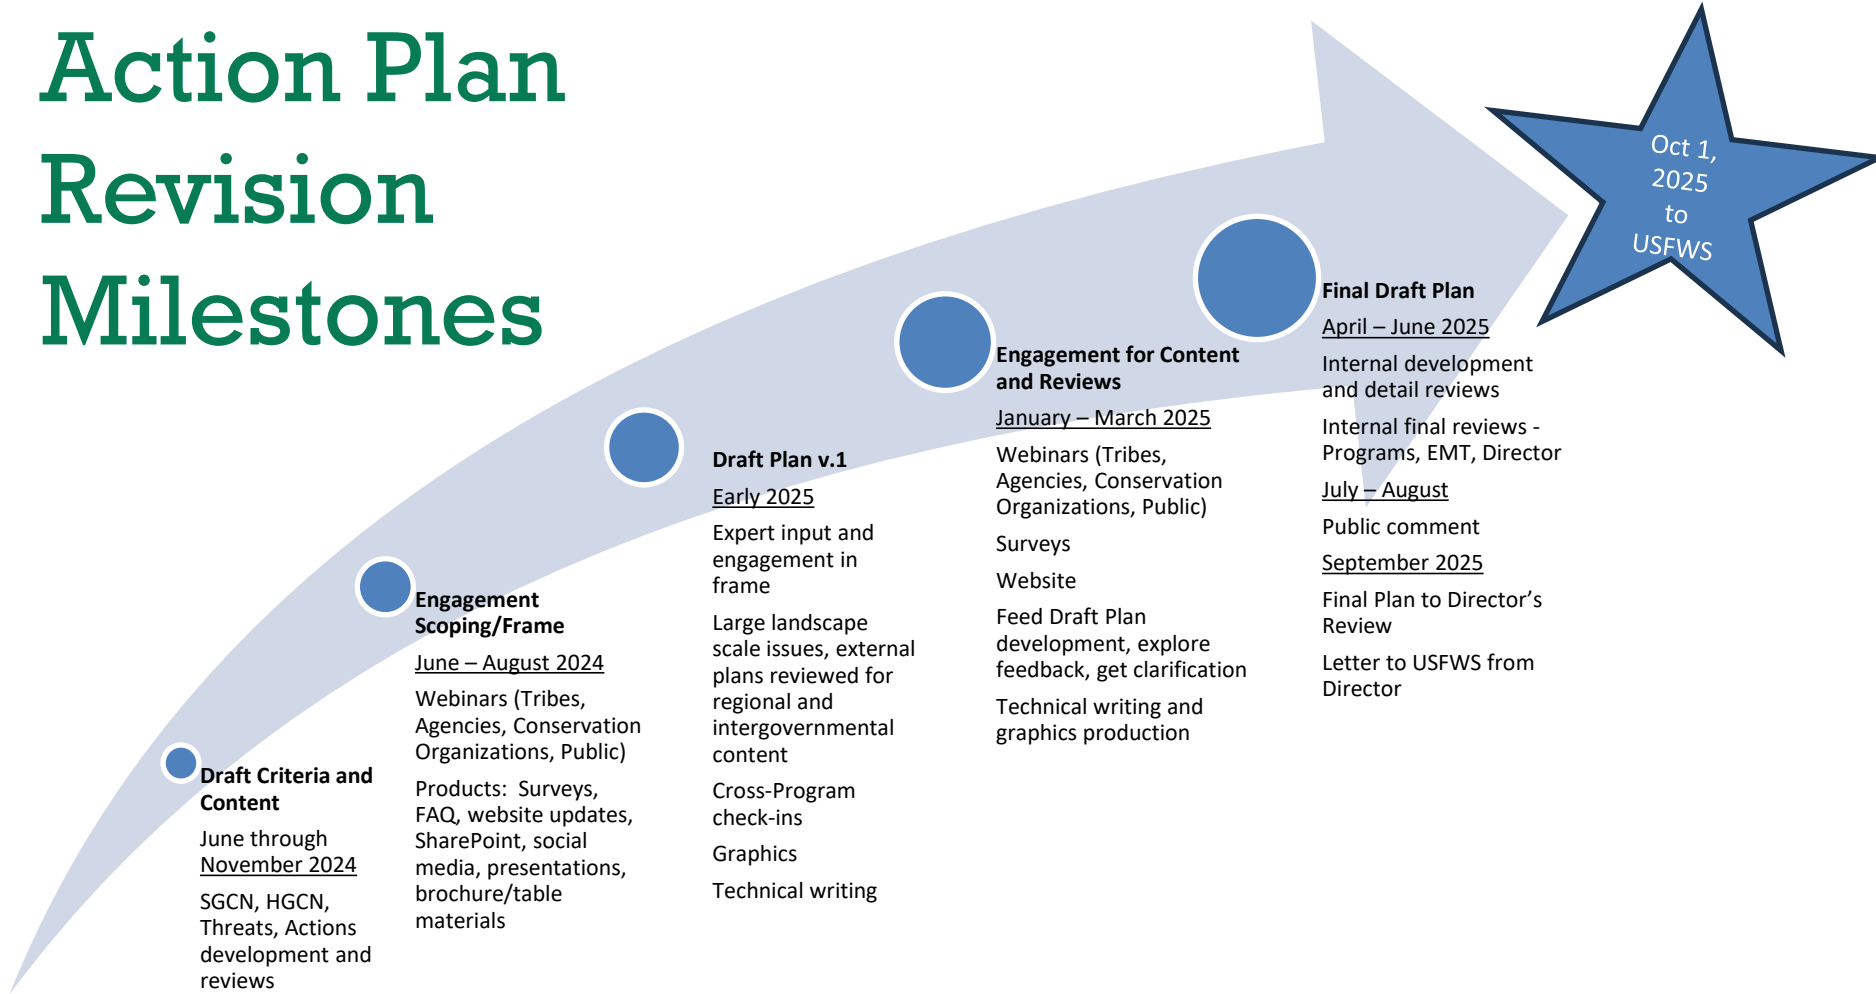 Action Plan
Revision
Milestones
Oct 1,
2025
to
USFWS
Draft Criteria and
Content
June through
November 2024
SGCN, HGCN,
Threats, Actions
development and
reviews
Engagement
Scoping/Frame
June – August 2024
Webinars (Tribes,
Agencies, Conservation
Organizations, Public)
Products:  Surveys,
FAQ, website updates,
SharePoint, social
media, presentations,
brochure/table
materials
Draft Plan v.1
Early 2025
Expert input and
engagement in
frame
Large landscape
scale issues, external
plans reviewed for
regional and
intergovernmental
content
Cross-Program
check-ins
Graphics
Technical writing
Engagement for Content
and Reviews
January – March 2025
Webinars (Tribes,
Agencies, Conservation
Organizations, Public)
Surveys
Website
Feed Draft Plan
development, explore
feedback, get clarification
Technical writing and
graphics production
Final Draft Plan
April – June 2025
Internal development
and detail reviews
Internal final reviews -
Programs, EMT, Director
July – August
Public comment
September 2025
Final Plan to Director’s
Review
Letter to USFWS from
Director